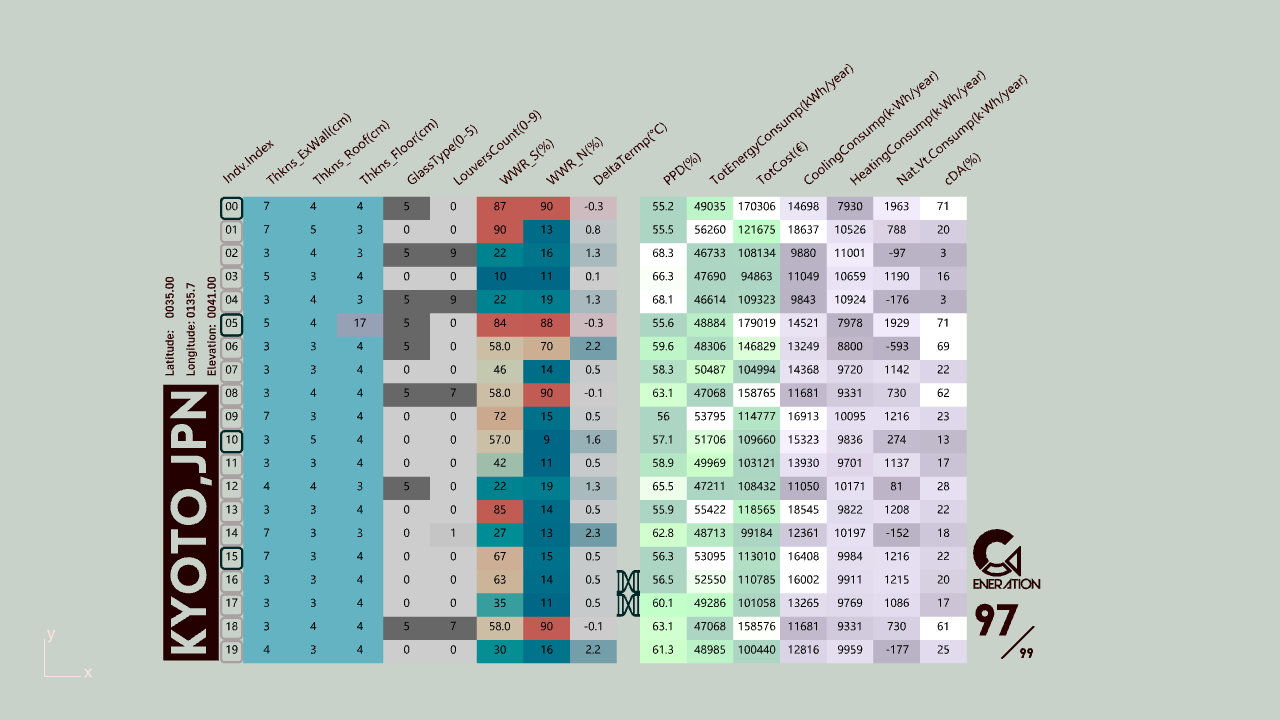 Indv.Index Thkns_ExWall(cm) Thkns_Roof(cm) Thkns_Floor(cm) GlassType(0-5) LouversCount(0-9) WWR_S(%) WWR_N(%) DeltaTermp(°C) PPD(%) TotEnergyConsump(kWh/year) TotCost(€) CoolingConsump(k·Wh/year) HeatingConsump(k·Wh/year) Nat.Vt.Consump(k·Wh/year) cDA(%)
00 7 4 4 5 0 87 90 -0.3 55.2 49035 170306 14698 7930 1963 71
01 7 5 3 0 0 90 13 0.8 55.5 56260 121675 18637 10526 788 20
02 3 4 3 5 9 22 16 1.3 68.3 46733 108134 9880 11001 -97 3
03 5 3 4 0 0 10 11 0.1 66.3 47690 94863 11049 10659 1190 16
04 3 4 3 5 9 22 19 1.3 68.1 46614 109323 9843 10924 -176 3
05 5 4 17 5 0 84 88 -0.3 55.6 48884 179019 14521 7978 1929 71
06 3 3 4 5 0 58.0 70 2.2 59.6 48306 146829 13249 8800 -593 69
07 3 3 4 0 0 46 14 0.5 58.3 50487 104994 14368 9720 1142 22
08 3 4 4 5 7 58.0 90 -0.1 63.1 47068 158765 11681 9331 730 62
09 7 3 4 0 0 72 15 0.5 56 53795 114777 16913 10095 1216 23
10 3 5 4 0 0 57.0 9 1.6 57.1 51706 109660 15323 9836 274 13
11 3 3 4 0 0 42 11 0.5 58.9 49969 103121 13930 9701 1137 17
12 4 4 3 5 0 22 19 1.3 65.5 47211 108432 11050 10171 81 28
13 3 3 4 0 0 85 14 0.5 55.9 55422 118565 18545 9822 1208 22
14 7 3 3 0 1 27 13 2.3 62.8 48713 99184 12361 10197 -152 18
15 7 3 4 0 0 67 15 0.5 56.3 53095 113010 16408 9984 1216 22
16 3 3 4 0 0 63 14 0.5 56.5 52550 110785 16002 9911 1215 20
17 3 3 4 0 0 35 11 0.5 60.1 49286 101058 13265 9769 1086 17
18 3 4 4 5 7 58.0 90 -0.1 63.1 47068 158576 11681 9331 730 61
19 4 3 4 0 0 30 16 2.2 61.3 48985 100440 12816 9959 -177 25
Latitude: 0035.00
Longitude: 0135.7
Elevation: 0041.00
KYOTO,JPN
GENERATION
97/99
y
x